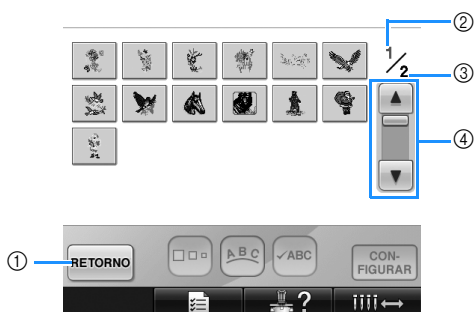 ②
1/2
③
④
①
RETORNO
ABC
✓ABC
CON-
FIGURAR
?